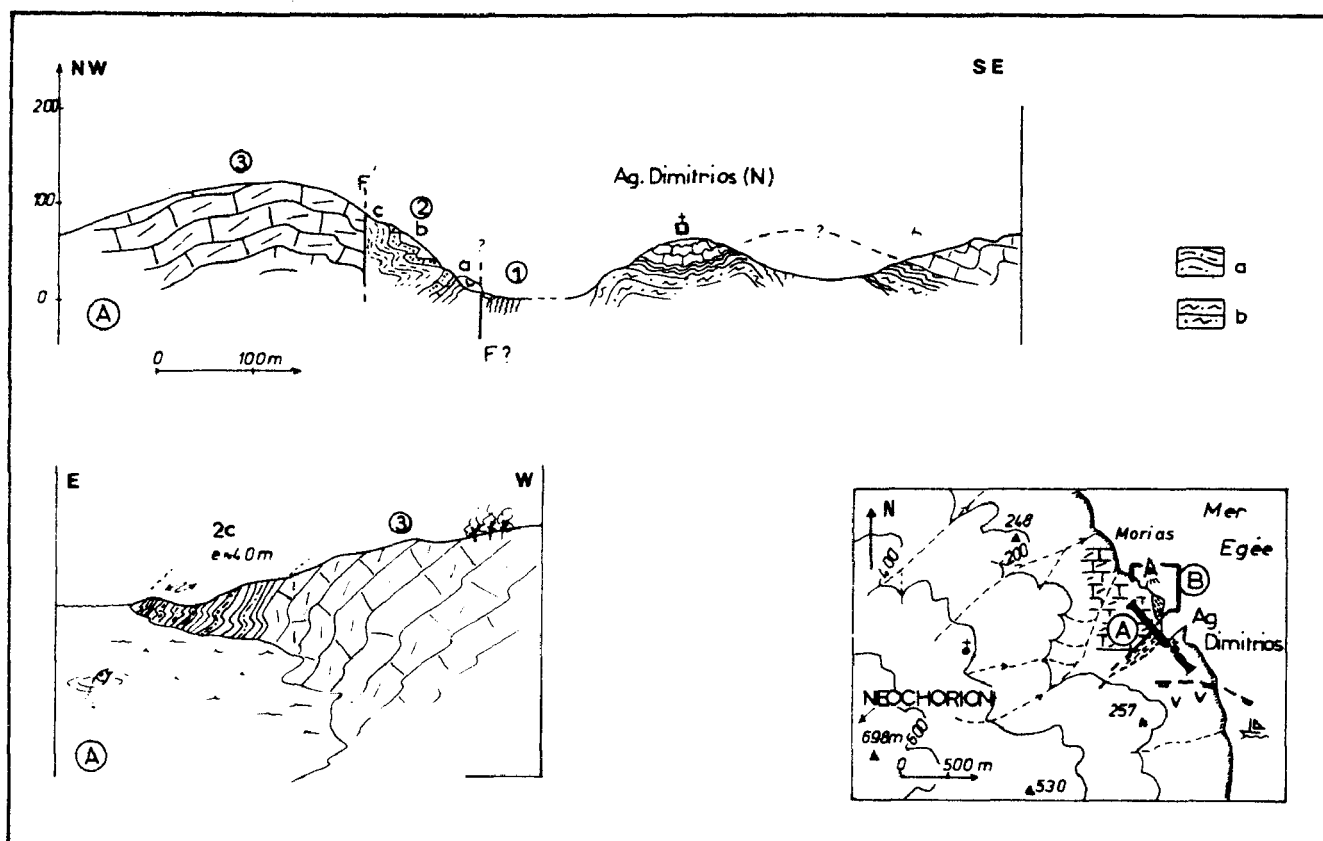 NW
SE
200
100
0
③
F
c
②
b
a
?
①
F?
Ag. Dimitrios (N)
?
A
0 100m
a
b
E
W
2c
e≈40m
③
A
N
248
200
400
Morias
Mer
Egée
A
B
A
Ag
Dimitrios
NEOCHORION
257
698m
600
0 500 m
530